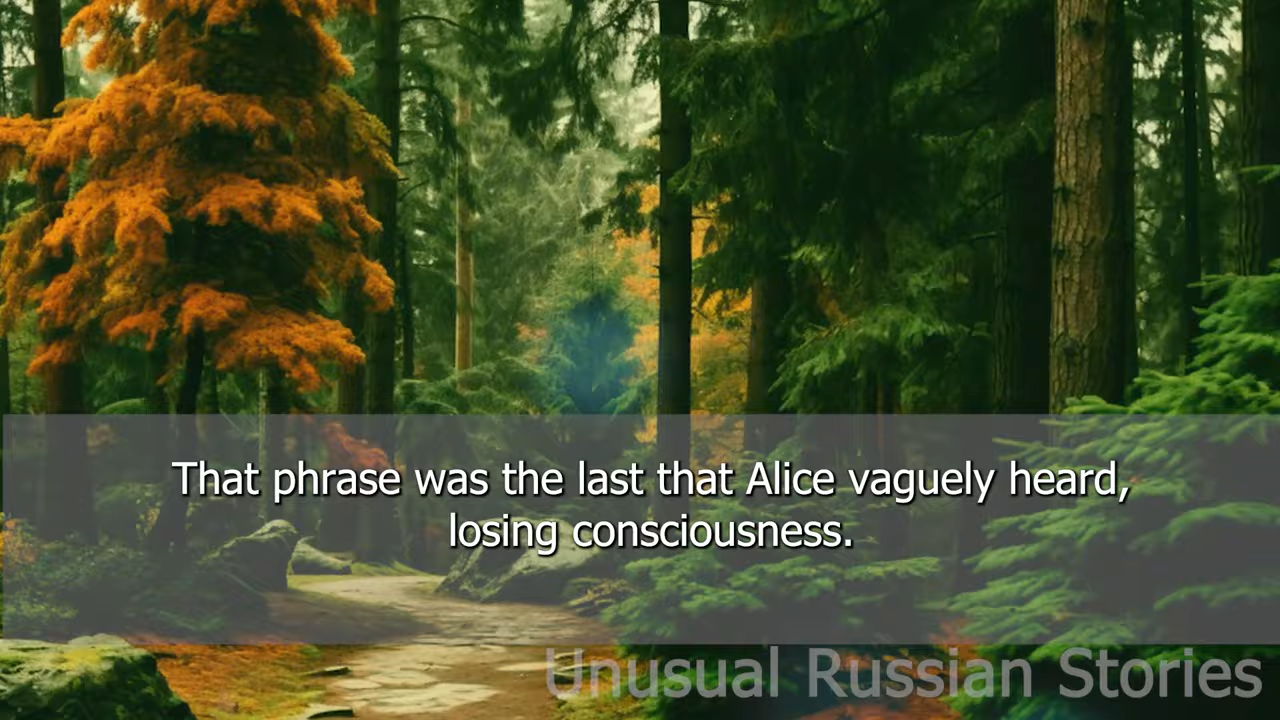 That phrase was the last that Alice vaguely heard,
losing consciousness.
Unusual Russian Stories